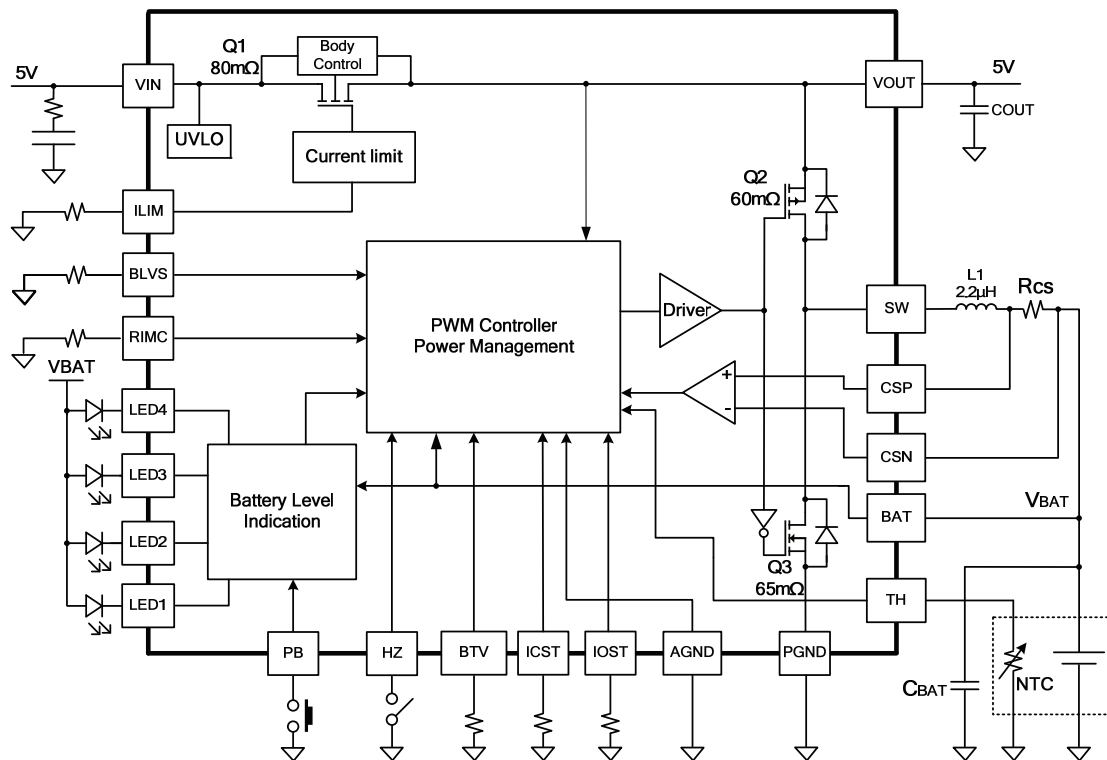 Q1
80mΩ
Body
Control
5V
VIN
VOUT
5V
COUT
UVLO
Current limit
Q2
60mΩ
ILIM
BLVS
L1
2.2µH
Rcs
SW
Driver
PWM Controller
Power Management
RIMC
VBAT
+
-
CSP
LED4
CSN
LED3
Battery Level
Indication
VBAT
BAT
LED2
Q3
65mΩ
LED1
TH
PB
HZ
BTV
ICST
IOST
AGND
PGND
CBAT
NTC